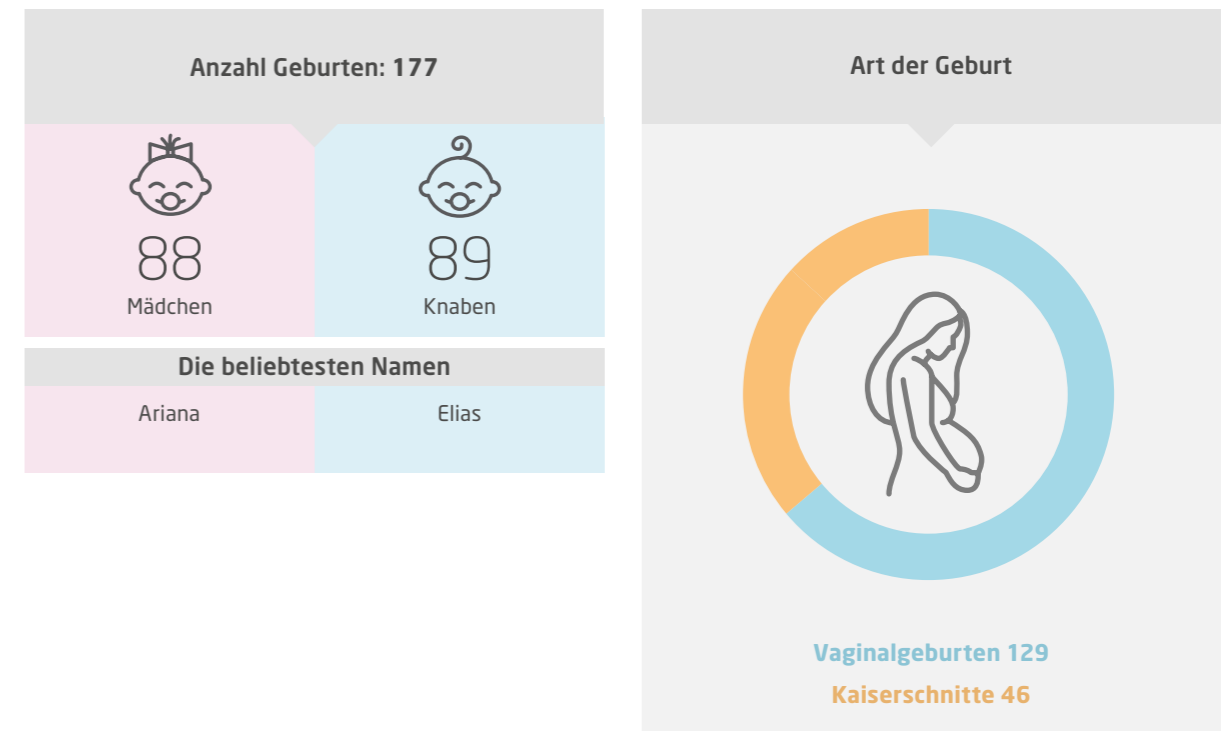 Anzahl Geburten: 177
88
89
Mädchen
Knaben
Die beliebtesten Namen
Ariana
Elias
Art der Geburt
Vaginalgeburten 129
Kaiserschnitte 46